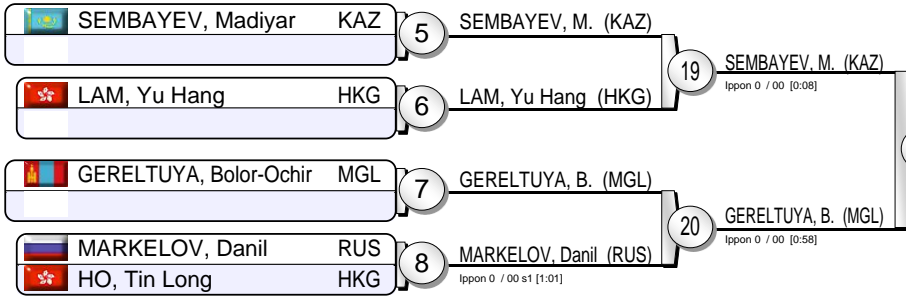 SEMBAYEV, Madiyar KAZ
5
SEMBAYEV, M. (KAZ)
19
SEMBAYEV, M. (KAZ)
Ippon 0 / 00 [0:08]
LAM, Yu Hang HKG
6
LAM, Yu Hang (HKG)
GERELTUYA, Bolor-Ochir MGL
7
GERELTUYA, B. (MGL)
20
GERELTUYA, B. (MGL)
Ippon 0 / 00 [0:58]
MARKELOV, Danil RUS
HO, Tin Long HKG
8
MARKELOV, Danil (RUS)
Ippon 0 / 00 s1 [1:01]